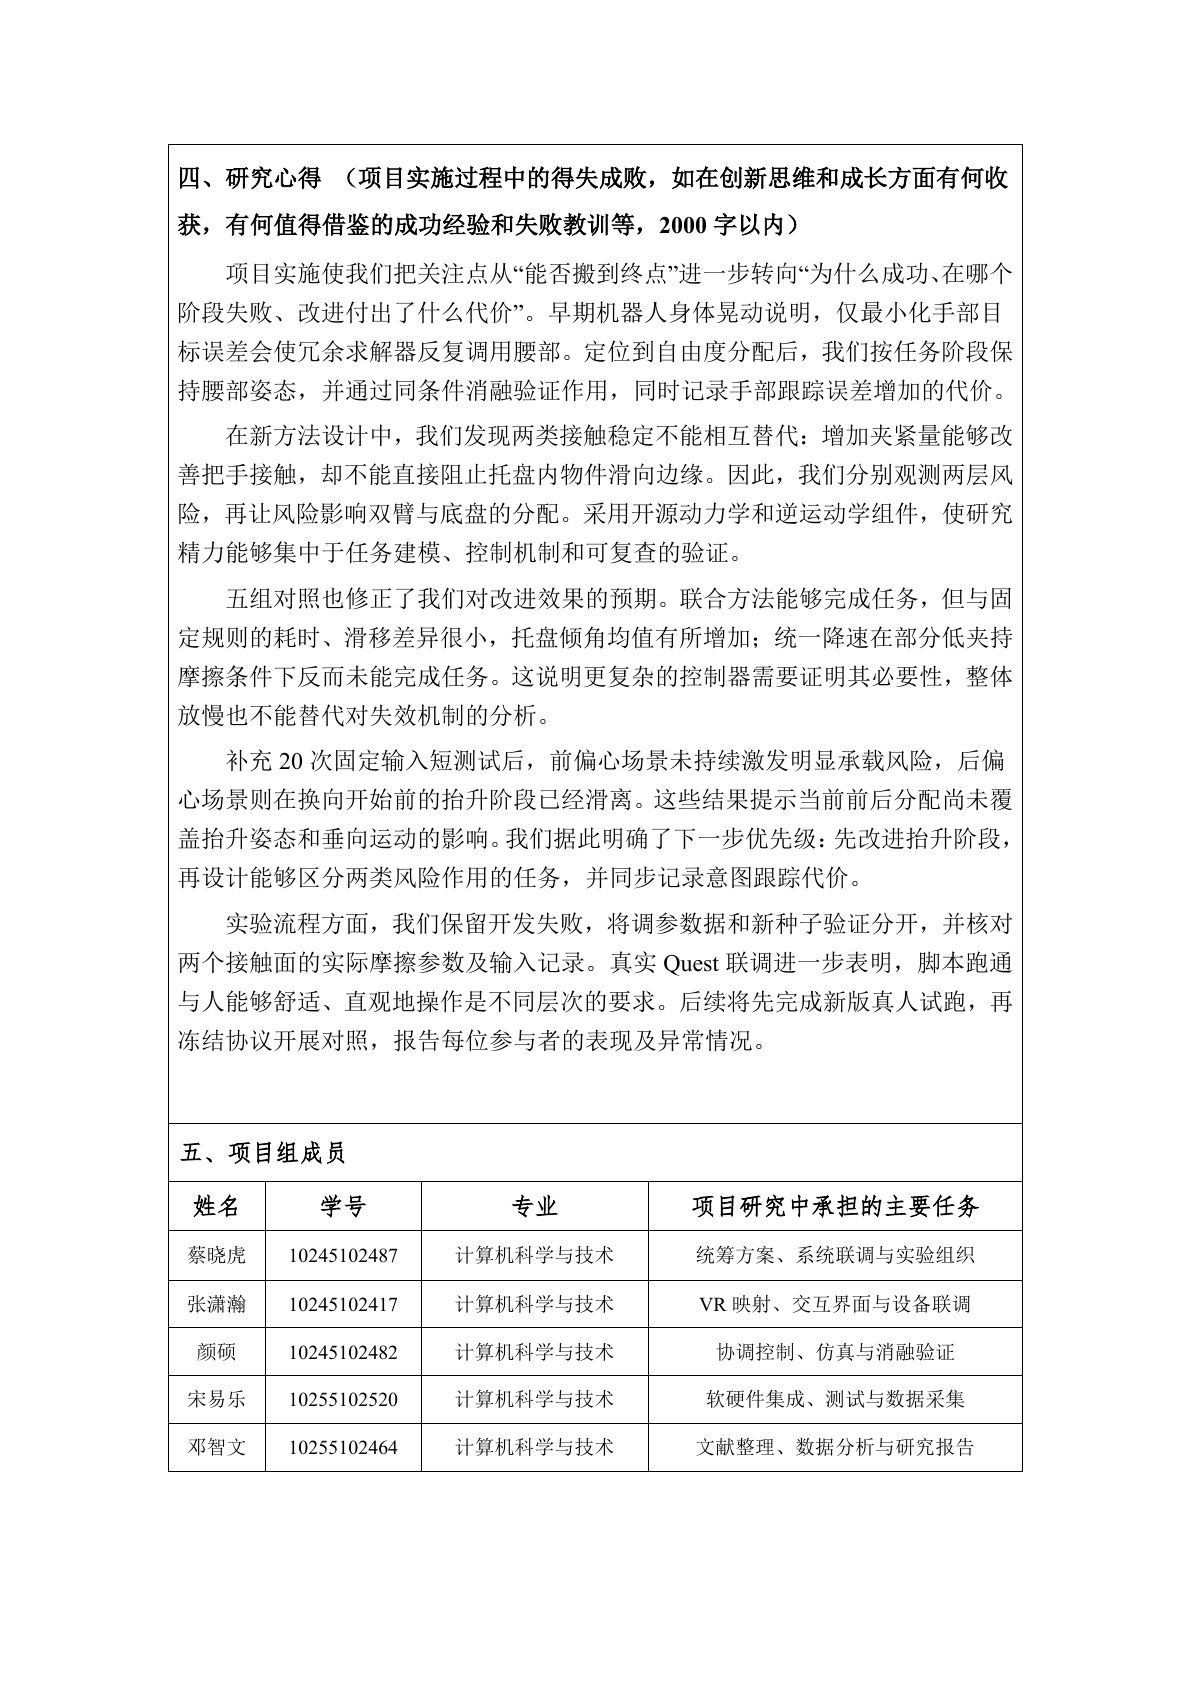 四、研究心得 （项目实施过程中的得失成败，如在创新思维和成长方面有何收
获，有何值得借鉴的成功经验和失败教训等，2000 字以内）
项目实施使我们把关注点从“能否搬到终点”进一步转向“为什么成功、在哪个
阶段失败、改进付出了什么代价”。早期机器人身体晃动说明，仅最小化手部目
标误差会使冗余求解器反复调用腰部。定位到自由度分配后，我们按任务阶段保
持腰部姿态，并通过同条件消融验证作用，同时记录手部跟踪误差增加的代价。
在新方法设计中，我们发现两类接触稳定不能相互替代：增加夹紧量能够改
善把手接触，却不能直接阻止托盘内物件滑向边缘。因此，我们分别观测两层风
险，再让风险影响双臂与底盘的分配。采用开源动力学和逆运动学组件，使研究
精力能够集中于任务建模、控制机制和可复查的验证。
五组对照也修正了我们对改进效果的预期。联合方法能够完成任务，但与固
定规则的耗时、滑移差异很小，托盘倾角均值有所增加；统一降速在部分低夹持
摩擦条件下反而未能完成任务。这说明更复杂的控制器需要证明其必要性，整体
放慢也不能替代对失效机制的分析。
补充 20 次固定输入短测试后，前偏心场景未持续激发明显承载风险，后偏
心场景则在换向开始前的抬升阶段已经滑离。这些结果提示当前前后分配尚未覆
盖抬升姿态和垂向运动的影响。我们据此明确了下一步优先级：先改进抬升阶段，
再设计能够区分两类风险作用的任务，并同步记录意图跟踪代价。
实验流程方面，我们保留开发失败，将调参数据和新种子验证分开，并核对
两个接触面的实际摩擦参数及输入记录。真实 Quest 联调进一步表明，脚本跑通
与人能够舒适、直观地操作是不同层次的要求。后续将先完成新版真人试跑，再
冻结协议开展对照，报告每位参与者的表现及异常情况。
五、项目组成员
姓名 学号 专业 项目研究中承担的主要任务
蔡晓虎 10245102487 计算机科学与技术 统筹方案、系统联调与实验组织
张潇瀚 10245102417 计算机科学与技术 VR 映射、交互界面与设备联调
颜硕 10245102482 计算机科学与技术 协调控制、仿真与消融验证
宋易乐 10255102520 计算机科学与技术 软硬件集成、测试与数据采集
邓智文 10255102464 计算机科学与技术 文献整理、数据分析与研究报告